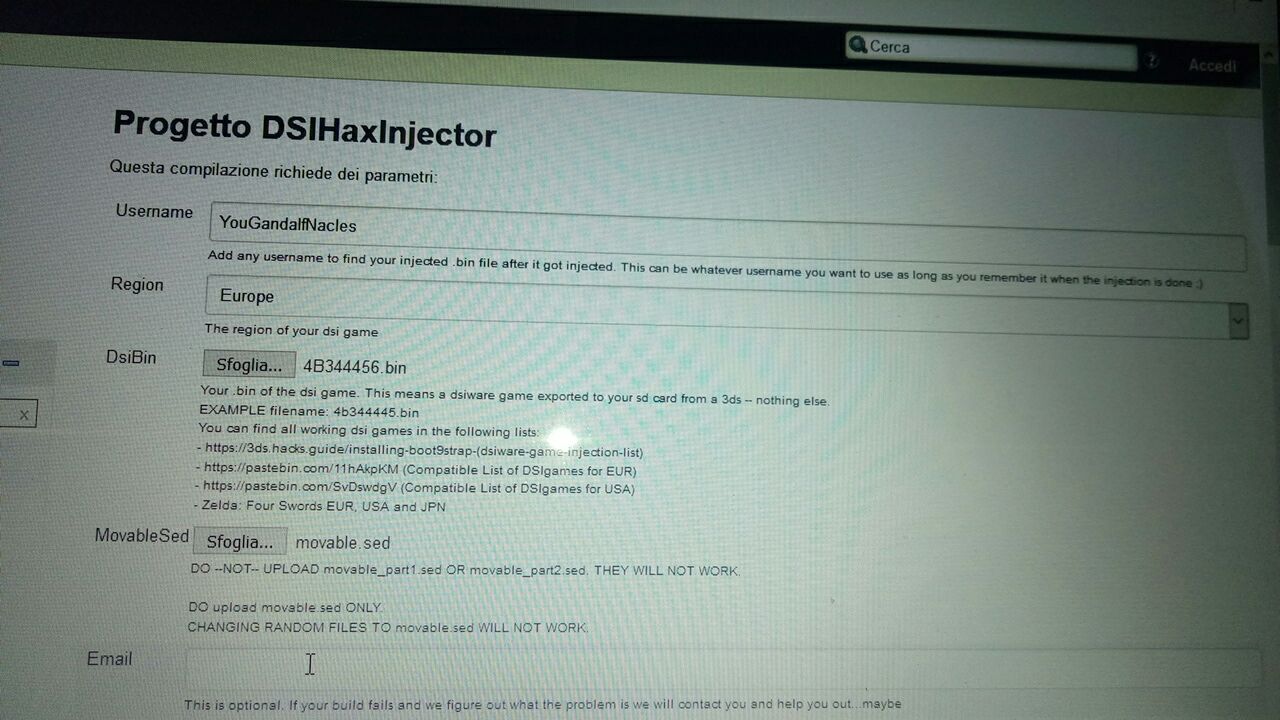 Cerca
?
Accedi
Progetto DSIHaxInjector
Questa compilazione richiede dei parametri:
Username
YouGandalfNacles
Add any username to find your injected .bin file after it got injected. This can be whatever username you want to use as long as you remember it when the injection is done ;)
Region
Europe
The region of your dsi game
DsiBin
Sfoglia... 4B344456.bin
Your .bin of the dsi game. This means a dsiware game exported to your sd card from a 3ds -- nothing else.
EXAMPLE filename: 4b344445.bin
You can find all working dsi games in the following lists:
- https://3ds.hacks.guide/installing-boot9strap-(dsiware-game-injection-list)
- https://pastebin.com/11hAkpKM (Compatible List of DSIgames for EUR)
- https://pastebin.com/SvDswdgV (Compatible List of DSIgames for USA)
- Zelda: Four Swords EUR, USA and JPN
x
MovableSed
Sfoglia... movable.sed
DO --NOT-- UPLOAD movable_part1.sed OR movable_part2.sed. THEY WILL NOT WORK.
DO upload movable.sed ONLY.
CHANGING RANDOM FILES TO movable.sed WILL NOT WORK.
Email
This is optional. If your build fails and we figure out what the problem is we will contact you and help you out...maybe